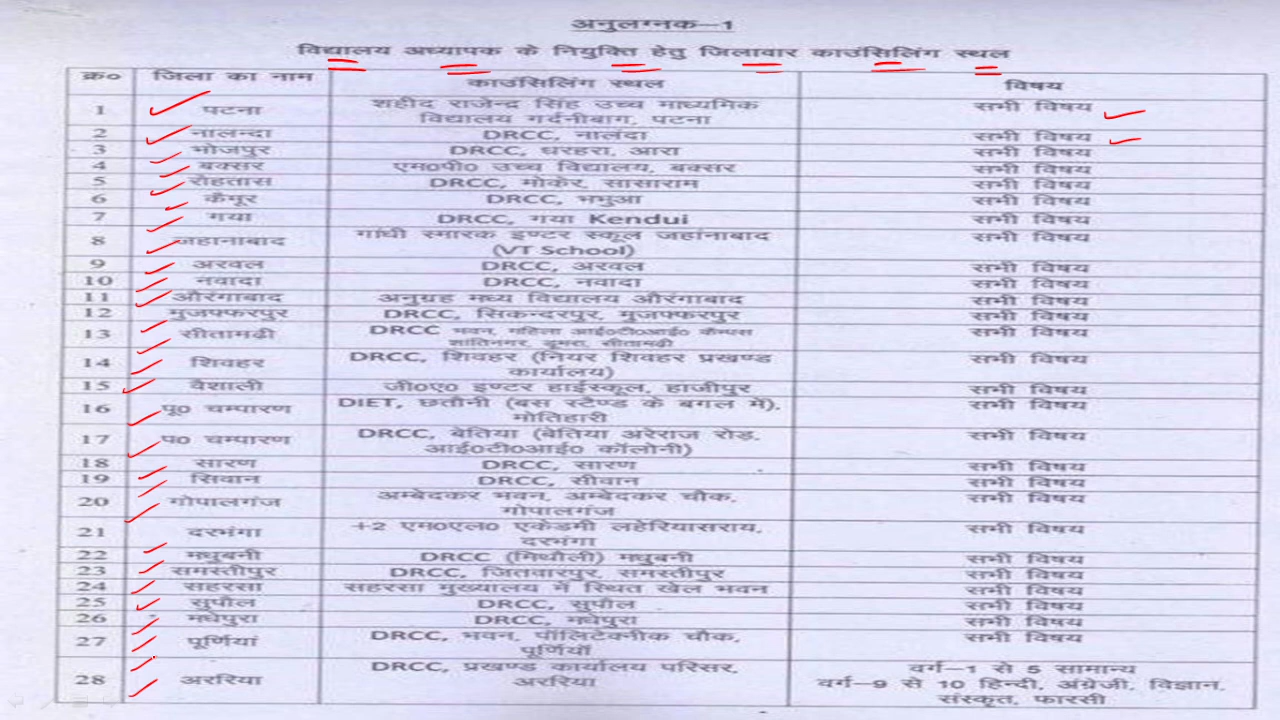 अनुलग्नक–1
विद्यालय अध्यापक के नियुक्ति हेतु जिलावार काउंसिलिंग स्थल
क्र० जिला का नाम काउंसिलिंग स्थल विषय
1 पटना शहीद राजेन्द्र सिंह उच्च माध्यमिक विद्यालय गर्दनीबाग, पटना सभी विषय
2 नालन्दा DRCC, नालंदा सभी विषय
3 भोजपुर DRCC, धरहरा, आरा सभी विषय
4 बक्सर एम०पी० उच्च विद्यालय, बक्सर सभी विषय
5 रोहतास DRCC, मोकेर, सासाराम सभी विषय
6 कैमूर DRCC, भभुआ सभी विषय
7 गया DRCC, गया Kendui सभी विषय
8 जहानाबाद गांधी स्मारक इण्टर स्कूल जहांनाबाद (VT School) सभी विषय
9 अरवल DRCC, अरवल सभी विषय
10 नवादा DRCC, नवादा सभी विषय
11 औरंगाबाद अनुग्रह मध्य विद्यालय औरंगाबाद सभी विषय
12 मुजफ्फरपुर DRCC, सिकन्दरपुर, मुजफ्फरपुर सभी विषय
13 सीतामढी DRCC भवन, महिला आई०टी०आई० कैम्पस शांतिनगर, डुमरा, सीतामढी सभी विषय
14 शिवहर DRCC, शिवहर (नियर शिवहर प्रखण्ड कार्यालय) सभी विषय
15 वैशाली जी०ए० इण्टर हाईस्कूल, हाजीपुर सभी विषय
16 पू० चम्पारण DIET, छतौनी (बस स्टैण्ड के बगल में), मोतिहारी सभी विषय
17 प० चम्पारण DRCC, बेतिया (बेतिया अरेराज रोड, आई०टी०आई० कॉलोनी) सभी विषय
18 सारण DRCC, सारण सभी विषय
19 सिवान DRCC, सीवान सभी विषय
20 गोपालगंज अम्बेदकर भवन, अम्बेदकर चौक, गोपालगंज सभी विषय
21 दरभंगा +2 एम०एल० एकेडमी लहेरियासराय, दरभंगा सभी विषय
22 मधुबनी DRCC (मिथौली) मधुबनी सभी विषय
23 समस्तीपुर DRCC, जितवारपुर, समस्तीपुर सभी विषय
24 सहरसा सहरसा मुख्यालय में स्थित खेल भवन सभी विषय
25 सुपौल DRCC, सुपौल सभी विषय
26 मधेपुरा DRCC, मधेपुरा सभी विषय
27 पूर्णियां DRCC, भवन, पॉलिटेक्नीक चौक, पूर्णियाँ सभी विषय
28 अररिया DRCC, प्रखण्ड कार्यालय परिसर, अररिया वर्ग–1 से 5 सामान्य वर्ग–9 से 10 हिन्दी, अंग्रेजी, विज्ञान, संस्कृत, फारसी